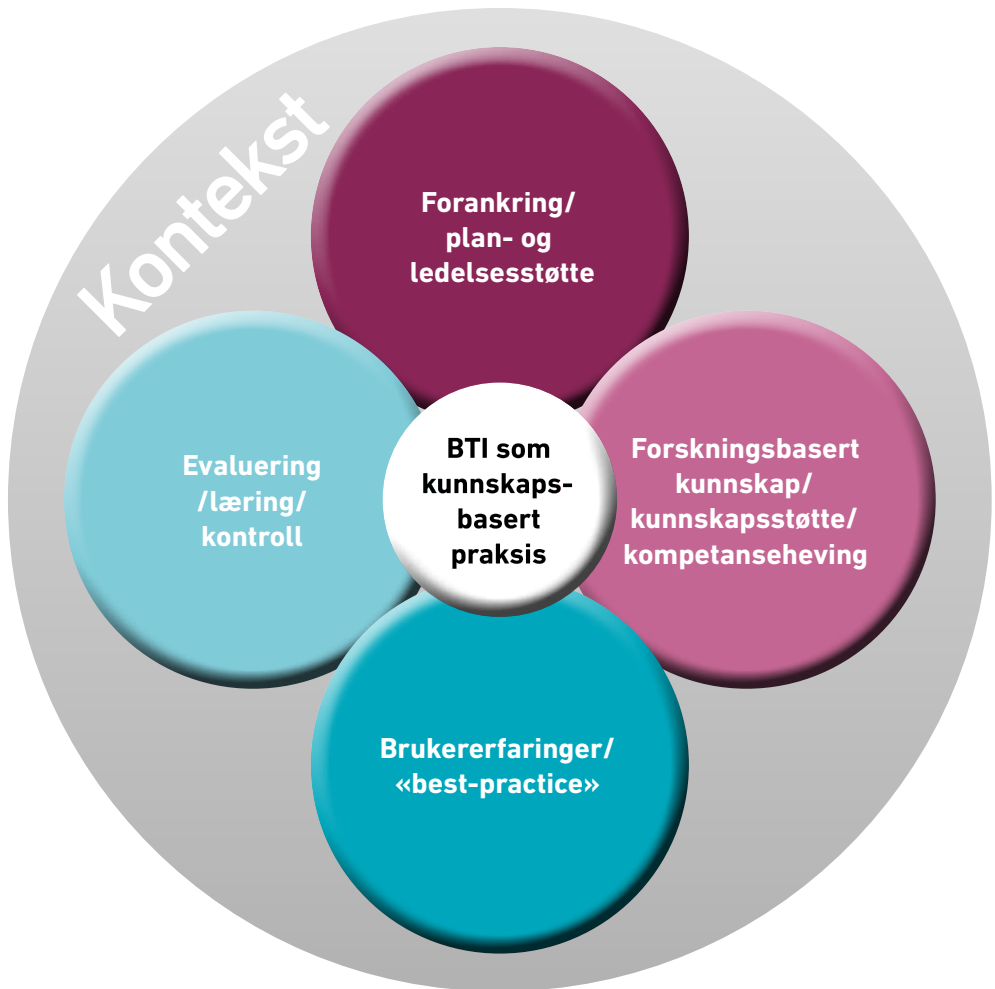 Kontekst
Forankring/
plan- og
ledelsesstøtte
Evaluering
/læring/
kontroll
BTI som
kunnskaps-
basert
praksis
Forskningsbasert
kunnskap/
kunnskapsstøtte/
kompetanseheving
Brukererfaringer/
«best-practice»